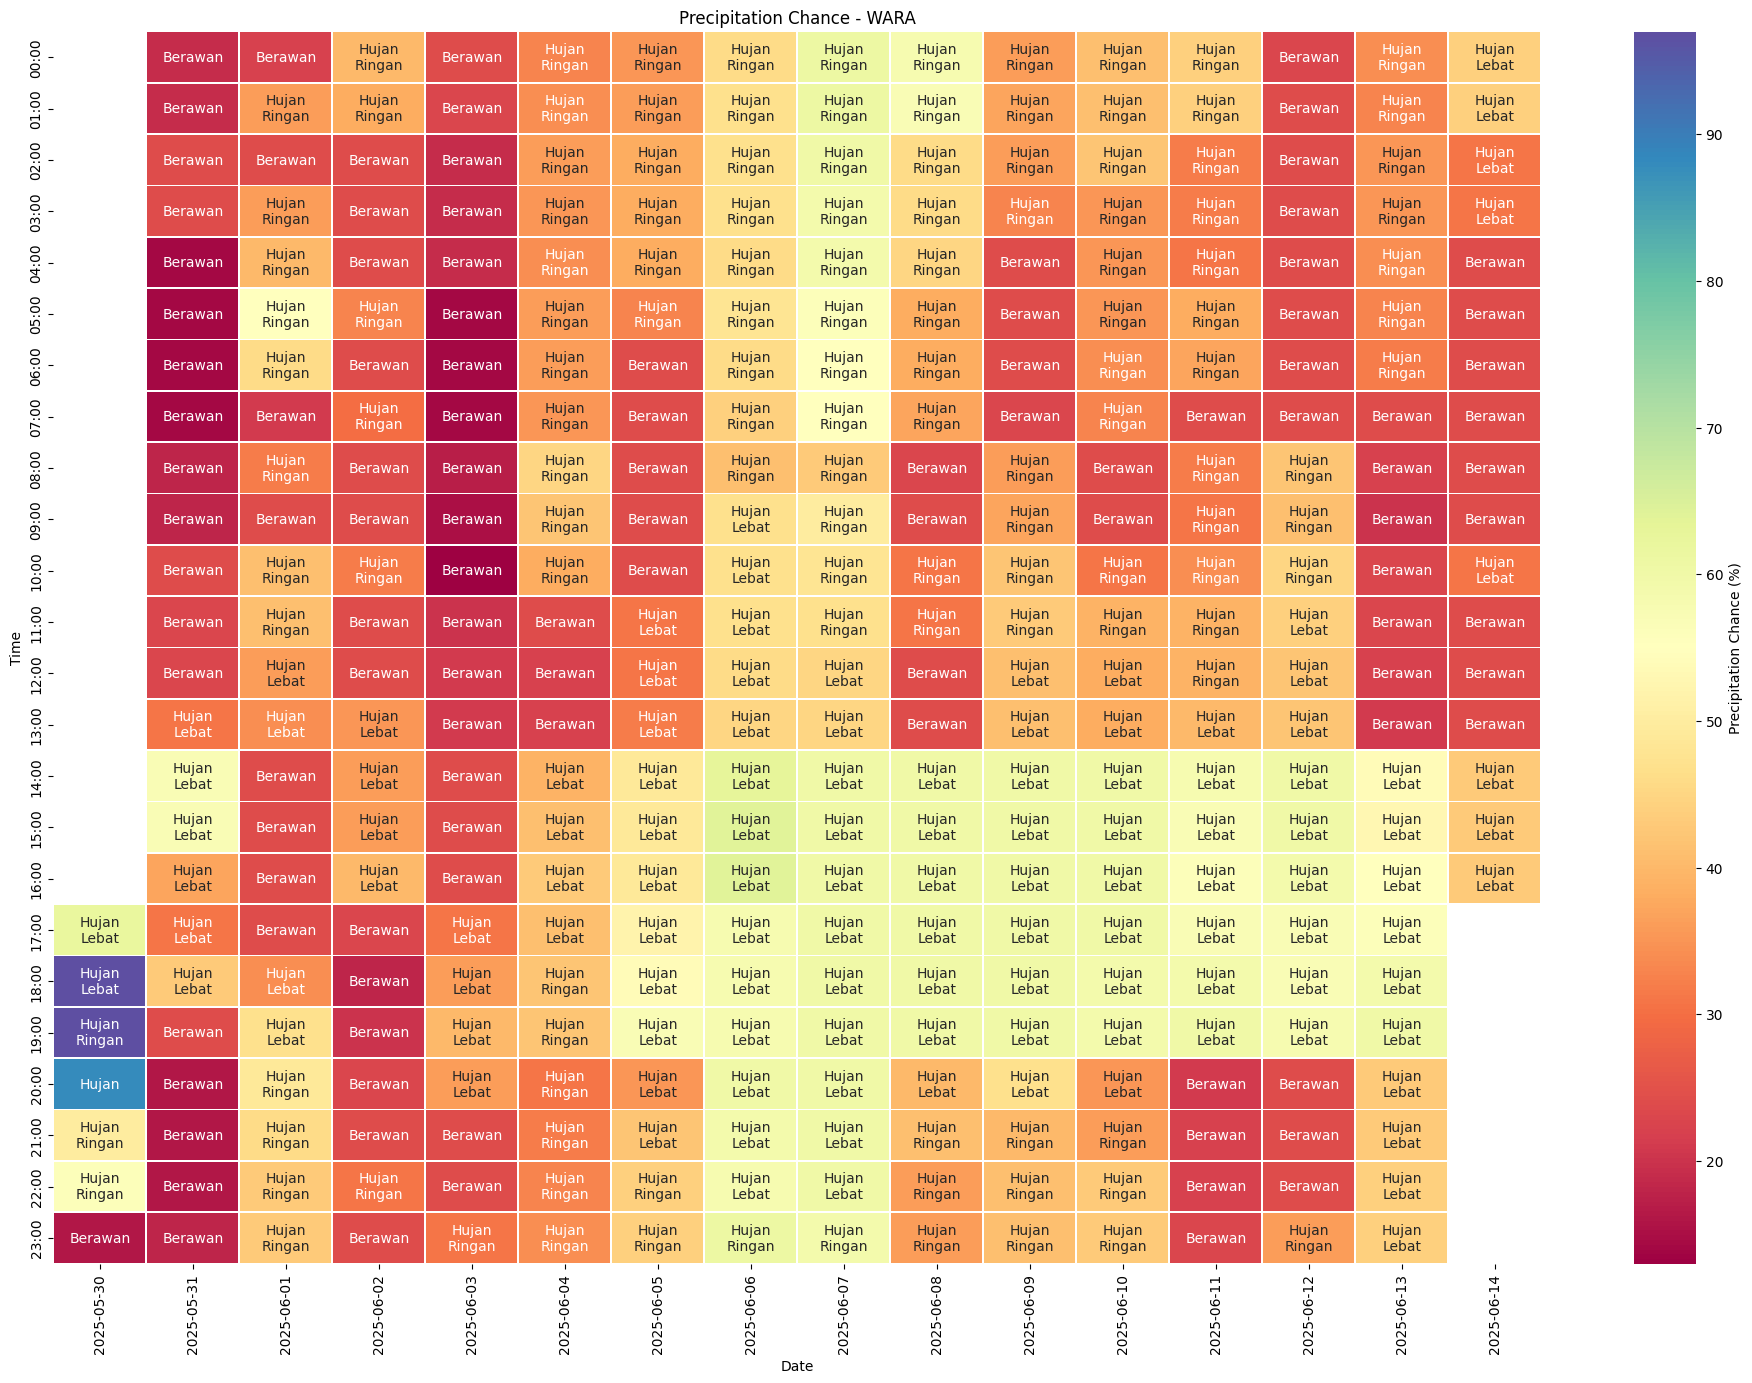 Precipitation Chance - WARA
00:00 Berawan Berawan Hujan Ringan Berawan Hujan Ringan Hujan Ringan Hujan Ringan Hujan Ringan Hujan Ringan Hujan Ringan Hujan Ringan Hujan Ringan Berawan Hujan Ringan Hujan Lebat
01:00 Berawan Hujan Ringan Hujan Ringan Berawan Hujan Ringan Hujan Ringan Hujan Ringan Hujan Ringan Hujan Ringan Hujan Ringan Hujan Ringan Hujan Ringan Berawan Hujan Ringan Hujan Lebat
02:00 Berawan Berawan Berawan Berawan Hujan Ringan Hujan Ringan Hujan Ringan Hujan Ringan Hujan Ringan Hujan Ringan Hujan Ringan Hujan Ringan Berawan Hujan Ringan Hujan Lebat
03:00 Berawan Hujan Ringan Berawan Berawan Hujan Ringan Hujan Ringan Hujan Ringan Hujan Ringan Hujan Ringan Hujan Ringan Hujan Ringan Hujan Ringan Berawan Hujan Ringan Hujan Lebat
04:00 Berawan Hujan Ringan Berawan Berawan Hujan Ringan Hujan Ringan Hujan Ringan Hujan Ringan Hujan Ringan Berawan Hujan Ringan Hujan Ringan Berawan Hujan Ringan Berawan
05:00 Berawan Hujan Ringan Hujan Ringan Berawan Hujan Ringan Hujan Ringan Hujan Ringan Hujan Ringan Hujan Ringan Berawan Hujan Ringan Hujan Ringan Berawan Hujan Ringan Berawan
06:00 Berawan Hujan Ringan Berawan Berawan Hujan Ringan Berawan Hujan Ringan Hujan Ringan Hujan Ringan Berawan Hujan Ringan Hujan Ringan Berawan Hujan Ringan Berawan
07:00 Berawan Berawan Hujan Ringan Berawan Hujan Ringan Berawan Hujan Ringan Hujan Ringan Hujan Ringan Berawan Hujan Ringan Berawan Berawan Berawan Berawan
08:00 Berawan Hujan Ringan Berawan Berawan Hujan Ringan Berawan Hujan Ringan Hujan Ringan Berawan Hujan Ringan Berawan Hujan Ringan Hujan Ringan Berawan Berawan
09:00 Berawan Berawan Berawan Berawan Hujan Ringan Berawan Hujan Lebat Hujan Ringan Berawan Hujan Ringan Berawan Hujan Ringan Hujan Ringan Berawan Berawan
10:00 Berawan Hujan Ringan Hujan Ringan Berawan Hujan Ringan Berawan Hujan Lebat Hujan Ringan Hujan Ringan Hujan Ringan Hujan Ringan Hujan Ringan Hujan Ringan Berawan Hujan Lebat
11:00 Berawan Hujan Ringan Berawan Berawan Berawan Hujan Lebat Hujan Lebat Hujan Ringan Hujan Ringan Hujan Ringan Hujan Ringan Hujan Ringan Hujan Lebat Berawan Berawan
12:00 Berawan Hujan Lebat Berawan Berawan Berawan Hujan Lebat Hujan Lebat Hujan Lebat Berawan Hujan Lebat Hujan Lebat Hujan Ringan Hujan Lebat Berawan Berawan
13:00 Hujan Lebat Hujan Lebat Hujan Lebat Berawan Berawan Hujan Lebat Hujan Lebat Hujan Lebat Berawan Hujan Lebat Hujan Lebat Hujan Lebat Hujan Lebat Berawan Berawan
14:00 Hujan Lebat Berawan Hujan Lebat Berawan Hujan Lebat Hujan Lebat Hujan Lebat Hujan Lebat Hujan Lebat Hujan Lebat Hujan Lebat Hujan Lebat Hujan Lebat Hujan Lebat Hujan Lebat
15:00 Hujan Lebat Berawan Hujan Lebat Berawan Hujan Lebat Hujan Lebat Hujan Lebat Hujan Lebat Hujan Lebat Hujan Lebat Hujan Lebat Hujan Lebat Hujan Lebat Hujan Lebat Hujan Lebat
16:00 Hujan Lebat Berawan Hujan Lebat Berawan Hujan Lebat Hujan Lebat Hujan Lebat Hujan Lebat Hujan Lebat Hujan Lebat Hujan Lebat Hujan Lebat Hujan Lebat Hujan Lebat Hujan Lebat
17:00 Hujan Lebat Hujan Lebat Berawan Berawan Hujan Lebat Hujan Lebat Hujan Lebat Hujan Lebat Hujan Lebat Hujan Lebat Hujan Lebat Hujan Lebat Hujan Lebat Hujan Lebat Hujan Lebat
18:00 Hujan Lebat Hujan Lebat Hujan Lebat Berawan Hujan Lebat Hujan Ringan Hujan Lebat Hujan Lebat Hujan Lebat Hujan Lebat Hujan Lebat Hujan Lebat Hujan Lebat Hujan Lebat Hujan Lebat
19:00 Hujan Ringan Berawan Hujan Lebat Berawan Hujan Lebat Hujan Ringan Hujan Lebat Hujan Lebat Hujan Lebat Hujan Lebat Hujan Lebat Hujan Lebat Hujan Lebat Hujan Lebat Hujan Lebat
20:00 Hujan Berawan Hujan Ringan Berawan Hujan Lebat Hujan Ringan Hujan Lebat Hujan Lebat Hujan Lebat Hujan Lebat Hujan Lebat Hujan Lebat Berawan Berawan Hujan Lebat
21:00 Hujan Ringan Berawan Hujan Ringan Berawan Berawan Hujan Ringan Hujan Lebat Hujan Lebat Hujan Lebat Hujan Ringan Hujan Ringan Hujan Ringan Berawan Berawan Hujan Lebat
22:00 Hujan Ringan Berawan Hujan Ringan Hujan Ringan Berawan Hujan Ringan Hujan Ringan Hujan Lebat Hujan Lebat Hujan Ringan Hujan Ringan Hujan Ringan Berawan Berawan Hujan Lebat
23:00 Berawan Berawan Hujan Ringan Berawan Hujan Ringan Hujan Ringan Hujan Ringan Hujan Ringan Hujan Ringan Hujan Ringan Hujan Ringan Hujan Ringan Berawan Hujan Ringan Hujan Lebat
Time
2025-05-30 2025-05-31 2025-06-01 2025-06-02 2025-06-03 2025-06-04 2025-06-05 2025-06-06 2025-06-07 2025-06-08 2025-06-09 2025-06-10 2025-06-11 2025-06-12 2025-06-13 2025-06-14
Date
90
80
70
60
50
40
30
20
Precipitation Chance (%)